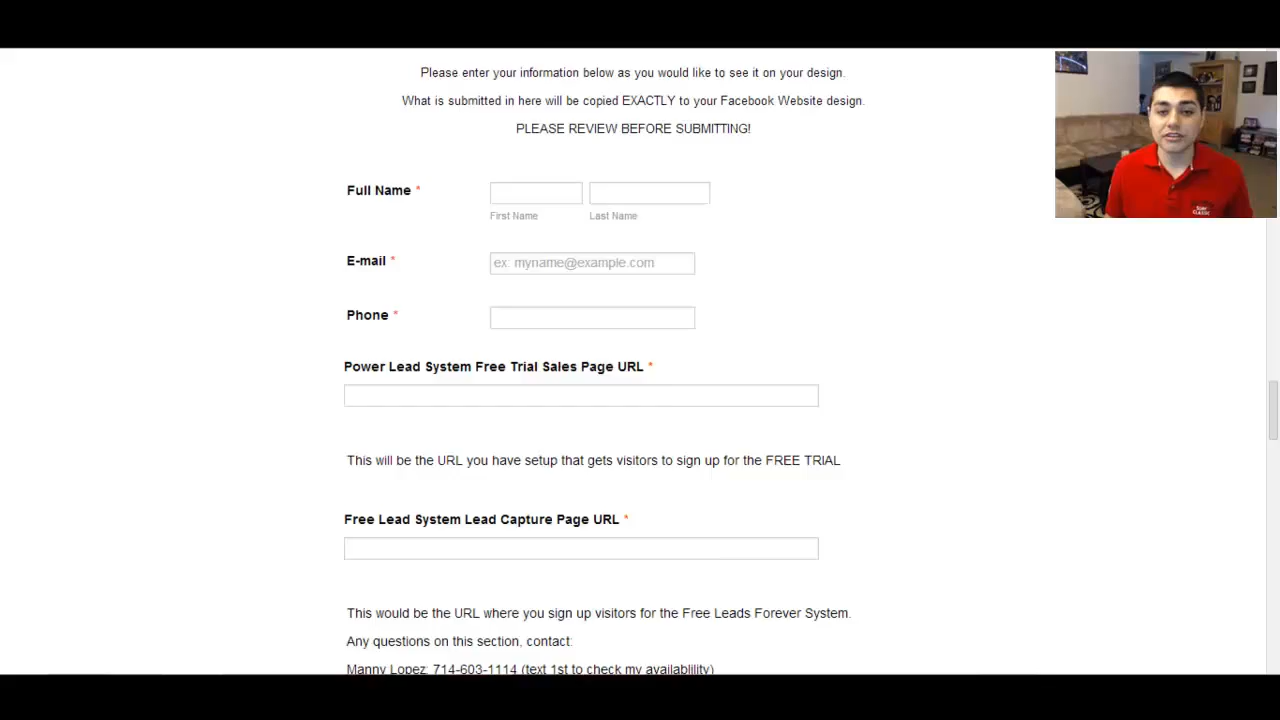 Please enter your information below as you would like to see it on your design.
What is submitted in here will be copied EXACTLY to your Facebook Website design.
PLEASE REVIEW BEFORE SUBMITTING!
Full Name *
First Name
Last Name
E-mail *
ex: myname@example.com
Phone *
Power Lead System Free Trial Sales Page URL *
This will be the URL you have setup that gets visitors to sign up for the FREE TRIAL
Free Lead System Lead Capture Page URL *
This would be the URL where you sign up visitors for the Free Leads Forever System.
Any questions on this section, contact:
Manny Lopez: 714-603-1114 (text 1st to check my availablility)